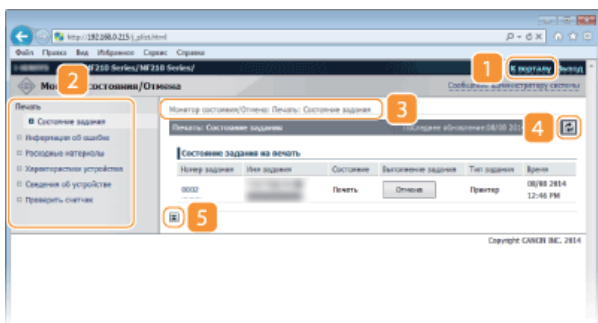 http://192.168.0.215/j_plist.html
Файл Правка Вид Избранное Сервис Справка
MF210 Series/MF210 Series/
1
К порталу Выход
2
состояния/Отмена
Сообщение администратору системы
Печать
Состояние задания
Информация об ошибке
Расходные материалы
Характеристики устройства
Сведения об устройстве
Проверить счетчик
Монитор состояния/Отмена: Печать: Состояние задания
3
Печать: Состояние задания
Последнее обновление:08/08 201
4
Состояние задания на печать
Номер задания Имя задания Состояние Выполнение задания Тип задания Время
0002 Печать Отмена Принтер 08/08 2014
12:46 PM
5
Copyright CANON INC. 2014